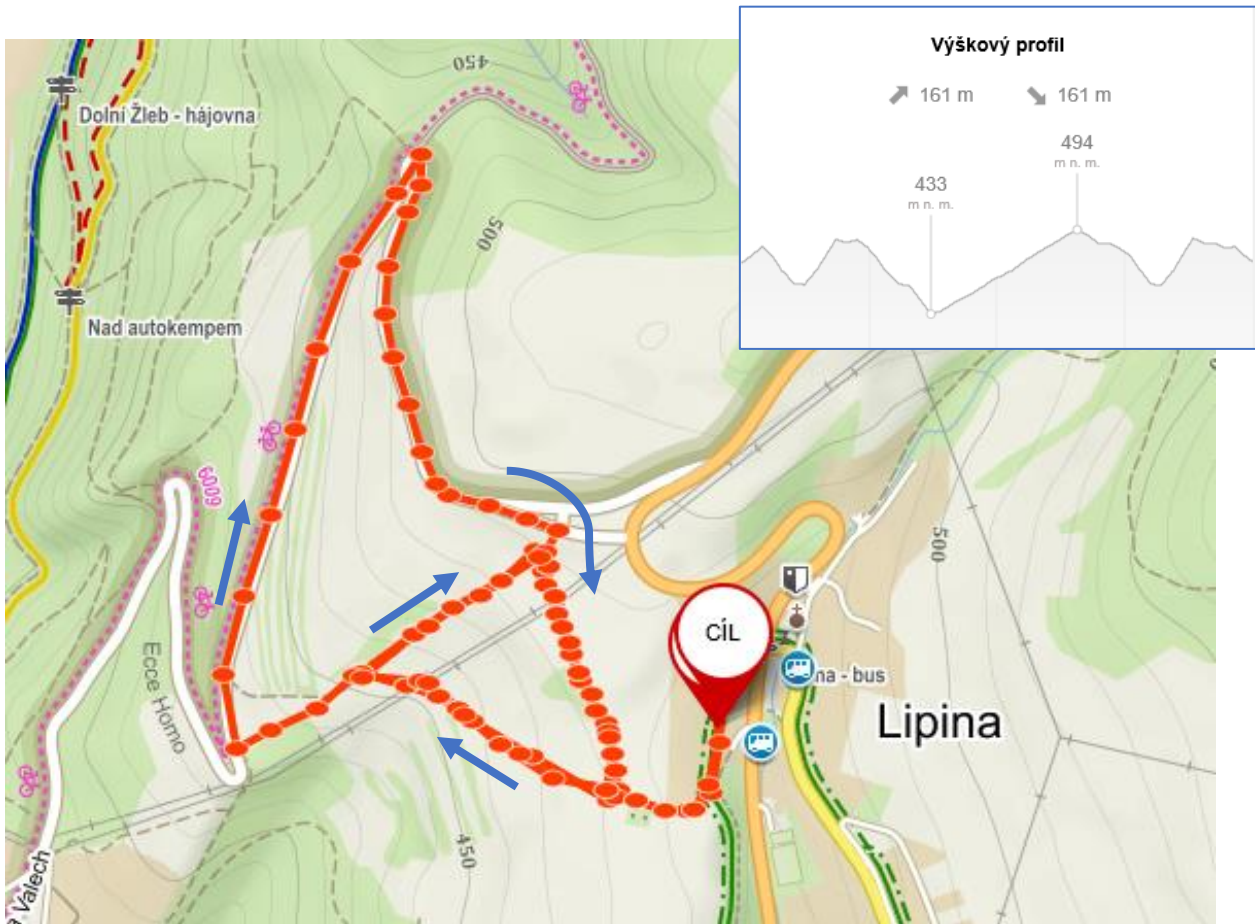 Výškový profil
161 m 161 m
494
m n. m.
433
m n. m.
450
Dolní Žleb - hájovna
500
Nad autokempem
6009
500
CÍL
na - bus
Ecce Homo
Lipina
450
Valech